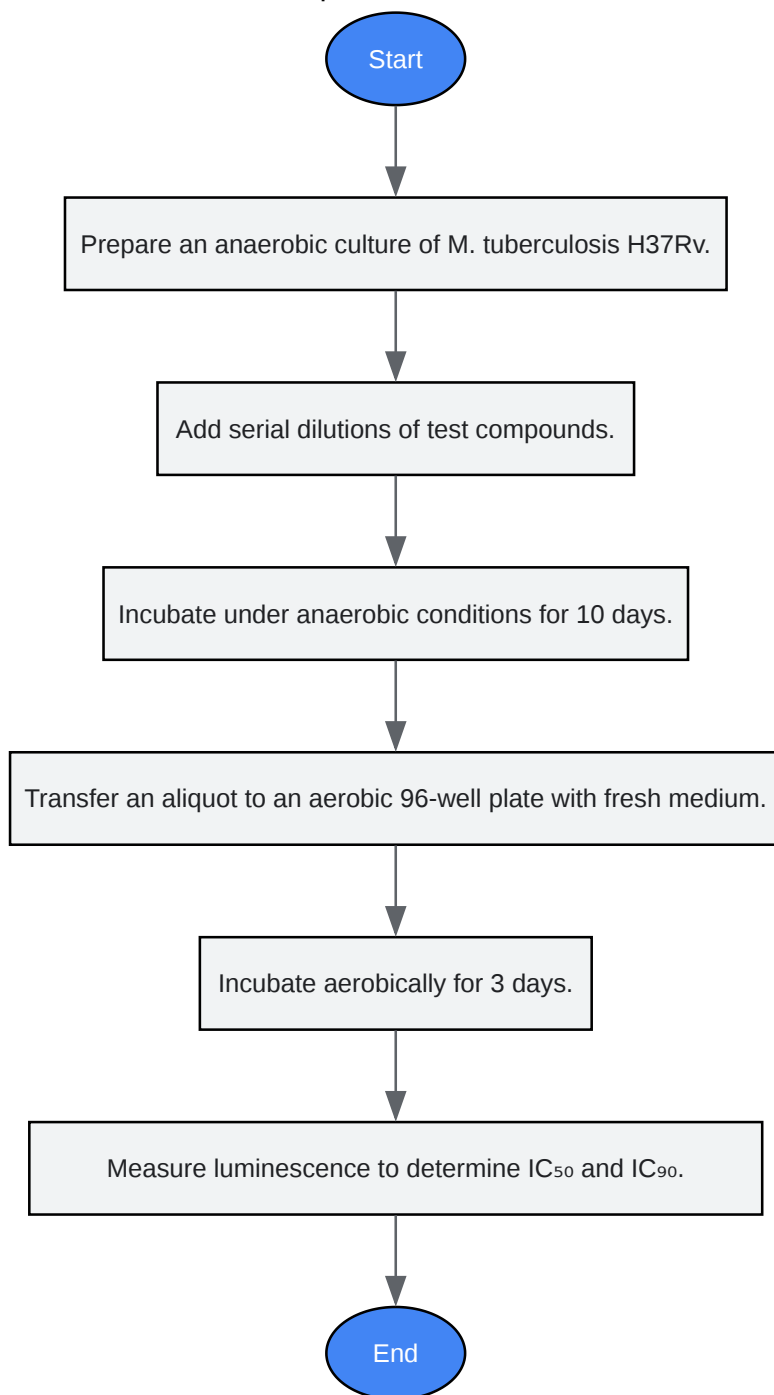 Start
Prepare an anaerobic culture of M. tuberculosis H37Rv.
Add serial dilutions of test compounds.
Incubate under anaerobic conditions for 10 days.
Transfer an aliquot to an aerobic 96-well plate with fresh medium.
Incubate aerobically for 3 days.
Measure luminescence to determine IC₅₀ and IC₉₀.
End